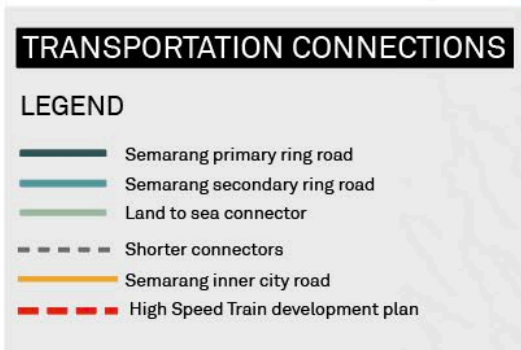 TRANSPORTATION CONNECTIONS
LEGEND
Semarang primary ring road
Semarang secondary ring road
Land to sea connector
Shorter connectors
Semarang inner city road
High Speed Train development plan